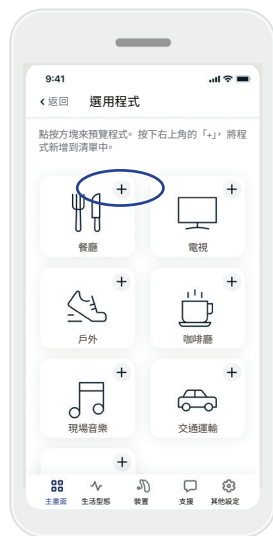 9:41
返回 選用程式
點按方塊來預覽程式。按下右上角的「+」，將程
式新增到清單中。
+ +
餐廳 電視
+ +
戶外 咖啡廳
+ +
現場音樂 交通運輸
+
主畫面 生活型態 裝置 支援 其他設定